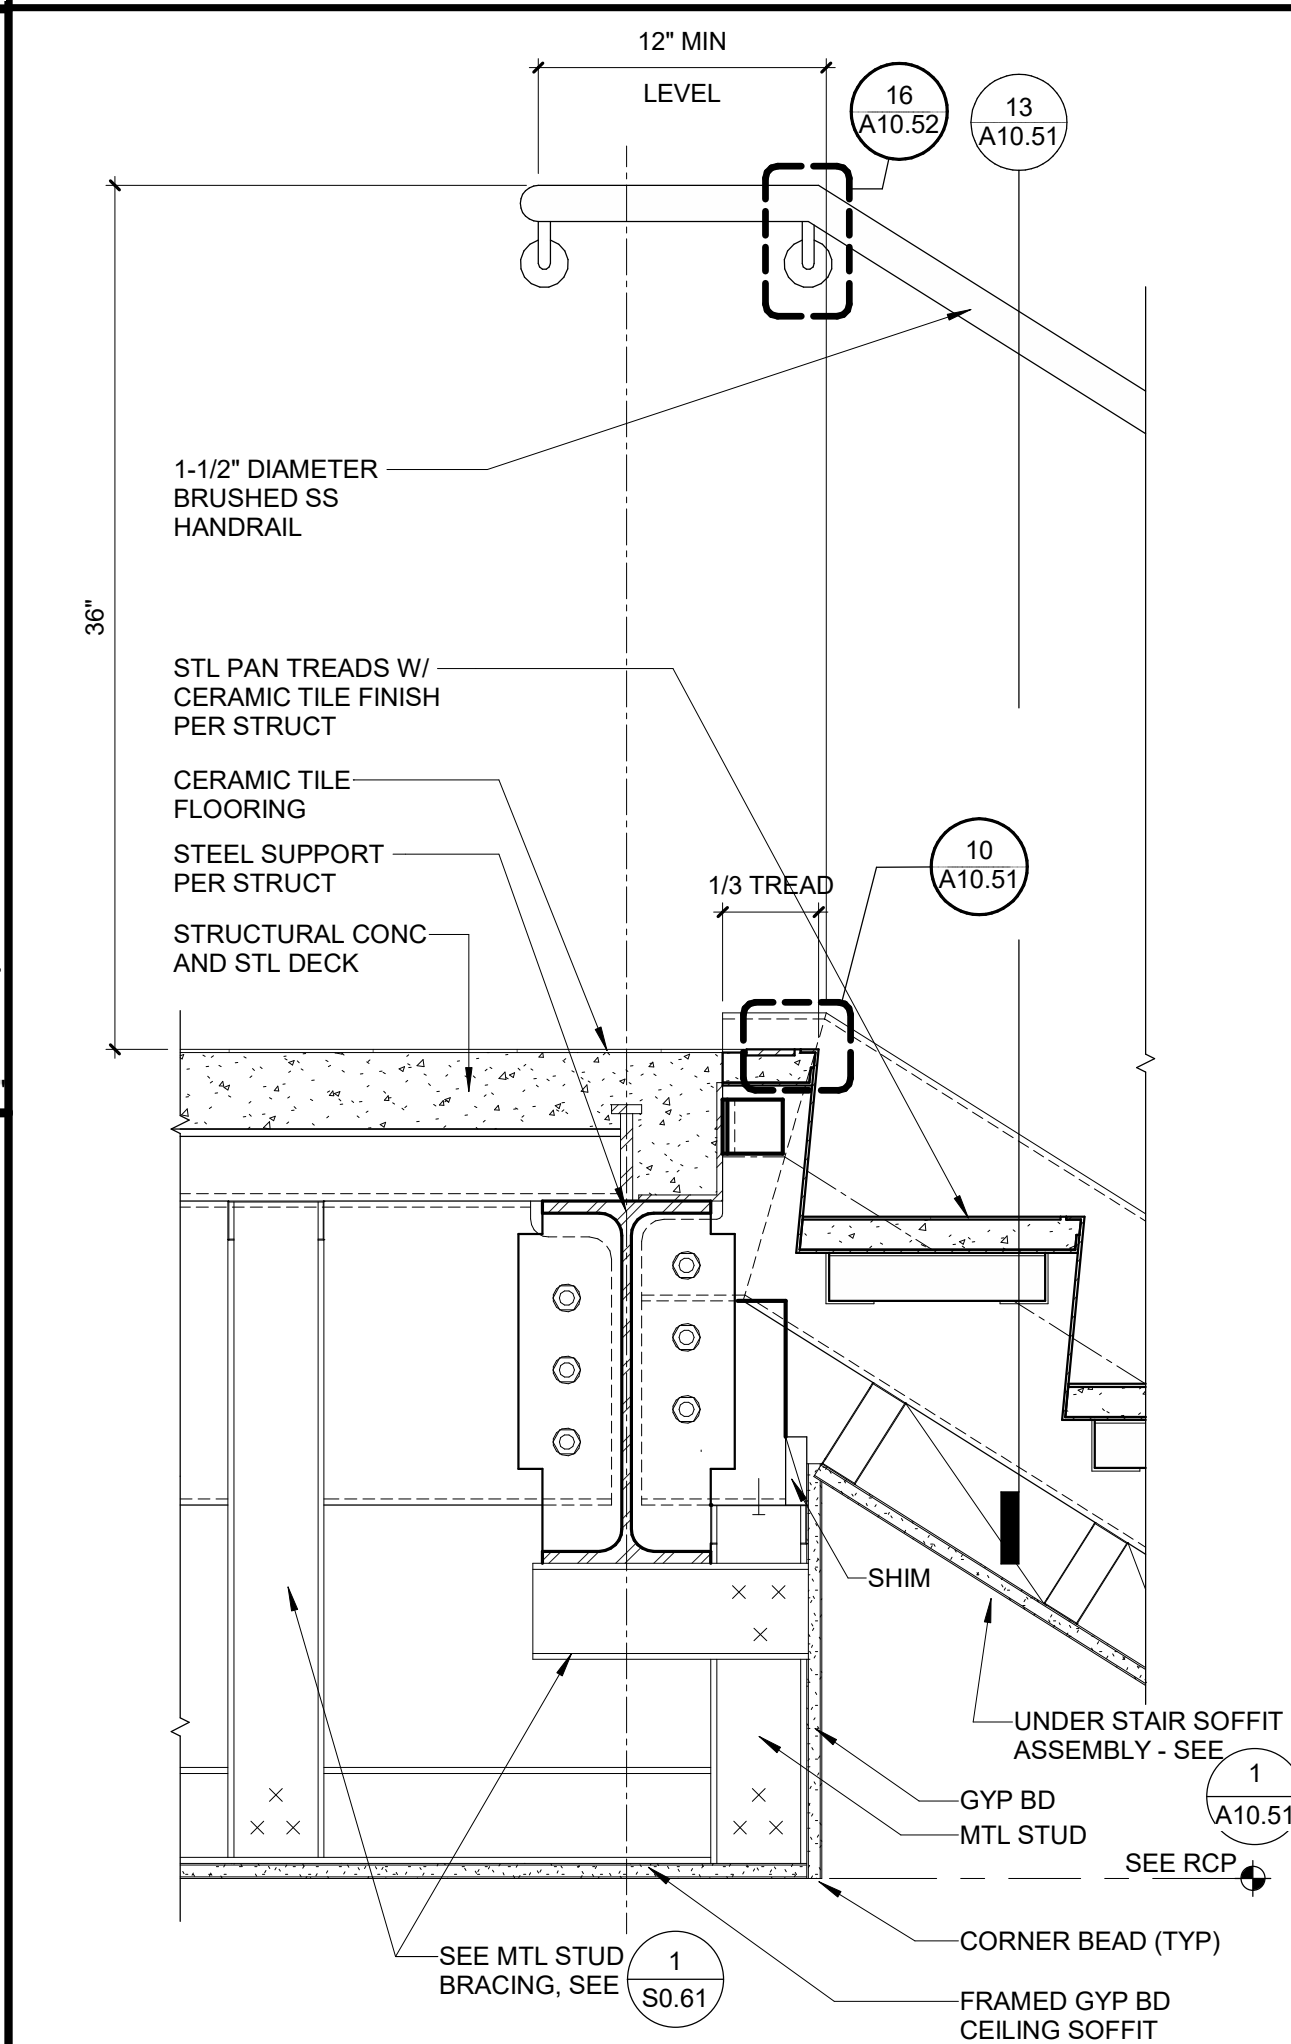 12" MIN
LEVEL
16
A10.52
13
A10.51
1-1/2" DIAMETER
BRUSHED SS
HANDRAIL
36"
STL PAN TREADS W/
CERAMIC TILE FINISH
PER STRUCT
CERAMIC TILE
FLOORING
STEEL SUPPORT
PER STRUCT
STRUCTURAL CONC
AND STL DECK
1/3 TREAD
10
A10.51
SHIM
UNDER STAIR SOFFIT
ASSEMBLY - SEE
1
A10.51
GYP BD
MTL STUD
SEE RCP
CORNER BEAD (TYP)
SEE MTL STUD
BRACING, SEE
1
S0.61
FRAMED GYP BD
CEILING SOFFIT